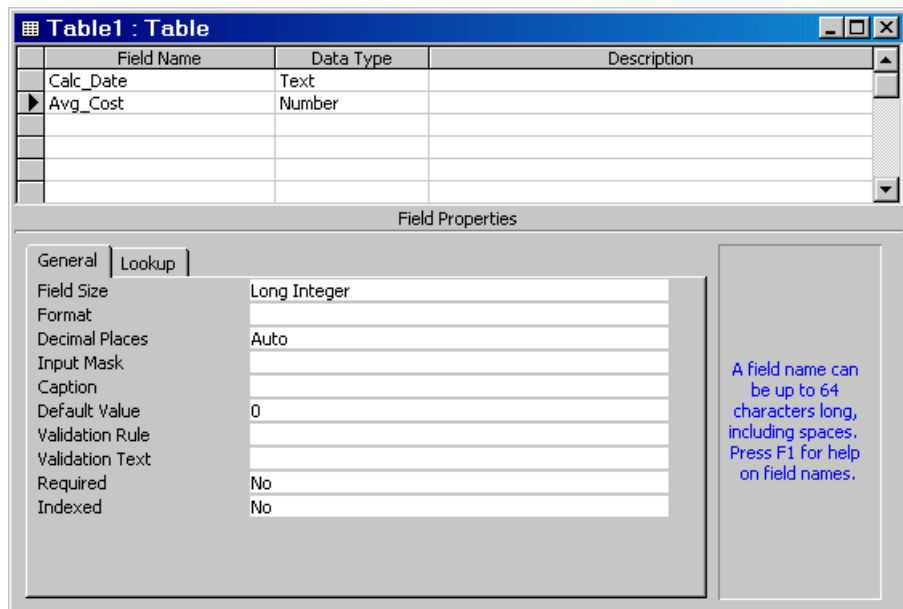 Table1 : Table
Field Name Data Type Description
Calc_Date Text
Avg_Cost Number
Field Properties
General Lookup
Field Size Long Integer
Format
Decimal Places Auto
Input Mask
Caption
Default Value 0
Validation Rule
Validation Text
Required No
Indexed No
A field name can
be up to 64
characters long,
including spaces.
Press F1 for help
on field names.